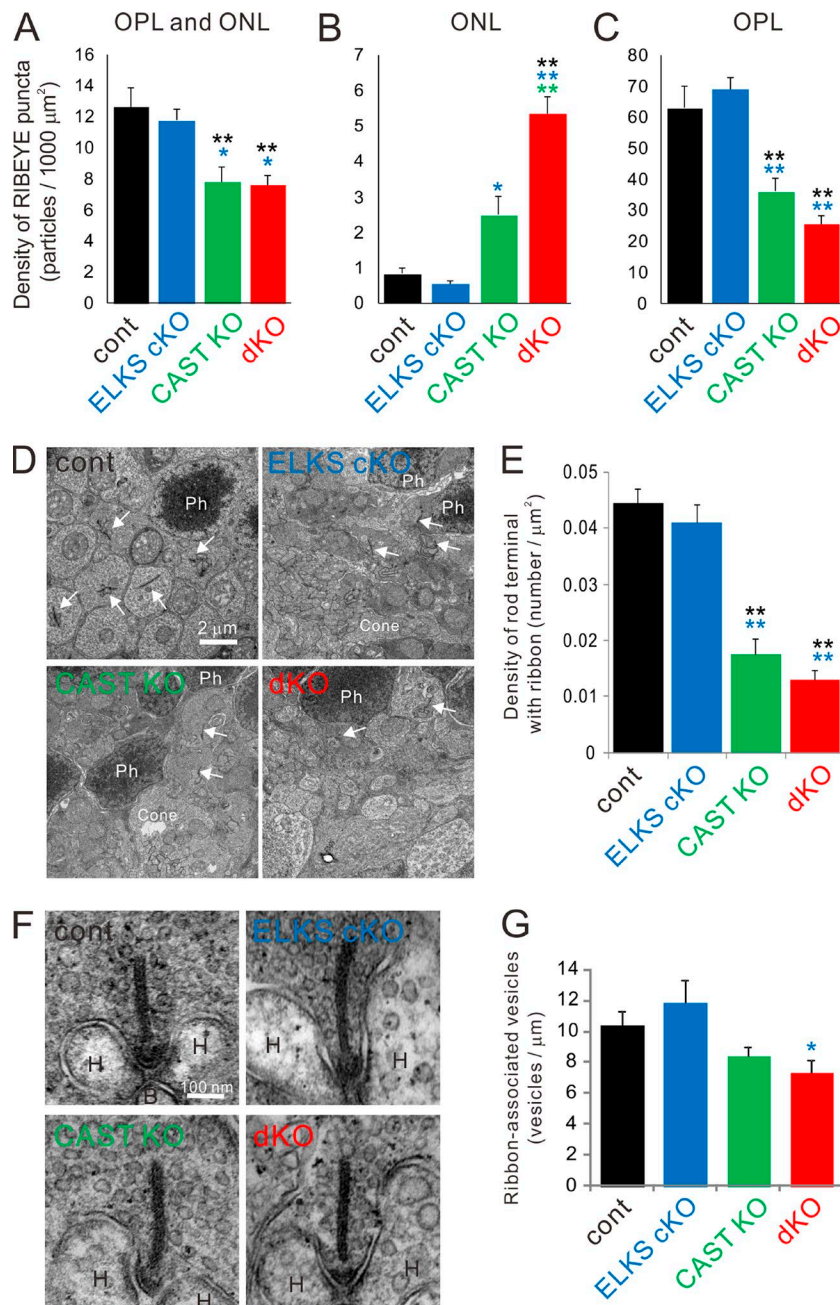 A
OPL and ONL
Density of RIBEYE puncta
(particles / 1000 μm²)
16
14
12
10
8
6
4
2
0
**
*
**
*
cont
ELKS cKO
CAST KO
dKO
B
ONL
7
6
5
4
3
2
1
0
*
**
**
**
cont
ELKS cKO
CAST KO
dKO
C
OPL
80
70
60
50
40
30
20
10
0
**
**
**
**
cont
ELKS cKO
CAST KO
dKO
D
cont
Ph
2 μm
ELKS cKO
Ph
Ph
Cone
CAST KO
Ph
Ph
Cone
dKO
Ph
E
Density of rod terminal
with ribbon (number / μm²)
0.05
0.04
0.03
0.02
0.01
0
**
**
**
**
cont
ELKS cKO
CAST KO
dKO
F
cont
H
H
B
100 nm
ELKS cKO
H
H
CAST KO
H
H
dKO
H
H
G
Ribbon-associated vesicles
(vesicles / μm)
14
12
10
8
6
4
2
0
*
cont
ELKS cKO
CAST KO
dKO